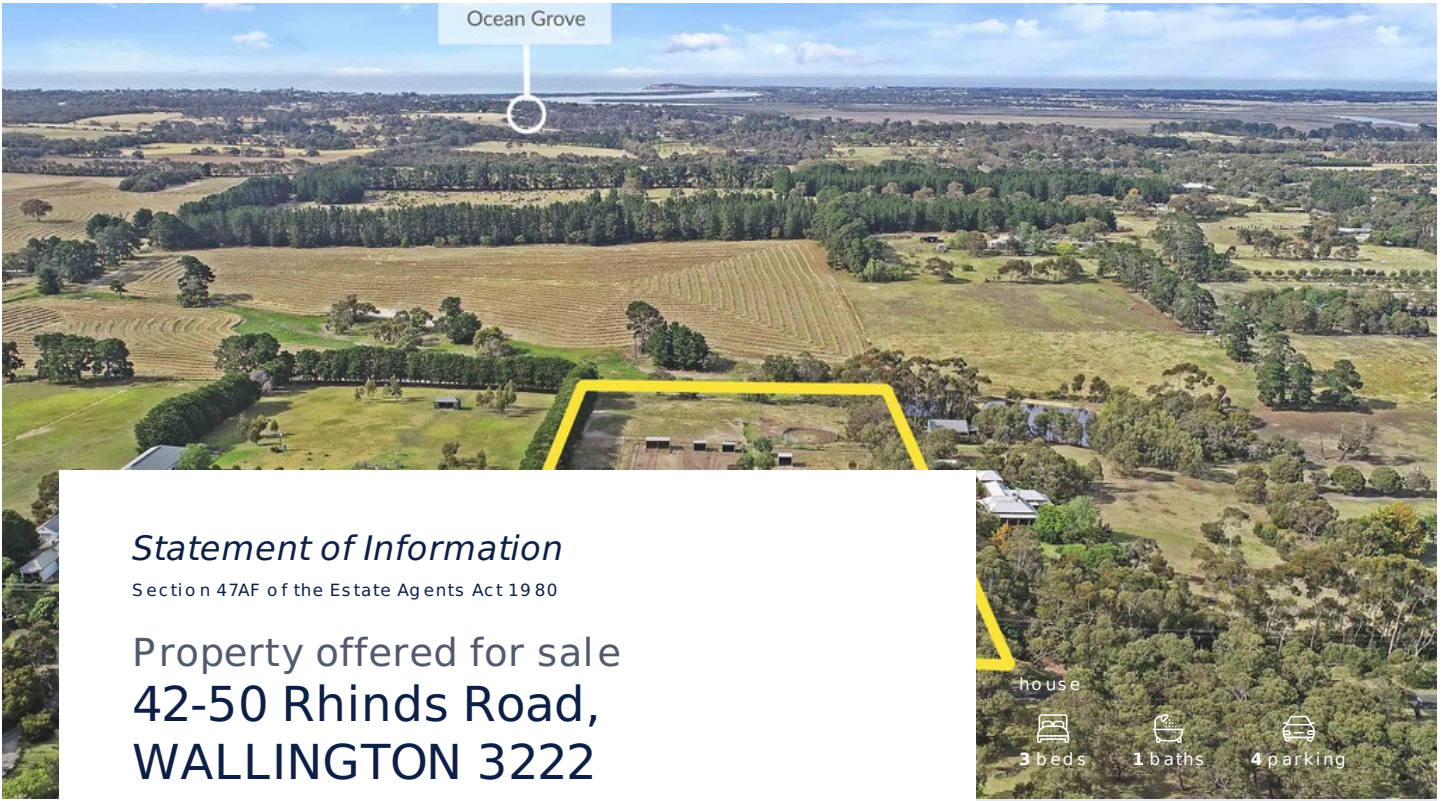 Ocean Grove
Statement of Information
Section 47AF of the Estate Agents Act 1980
Property offered for sale
42-50 Rhinds Road,
WALLINGTON 3222
house
3 beds 1 baths 4 parking